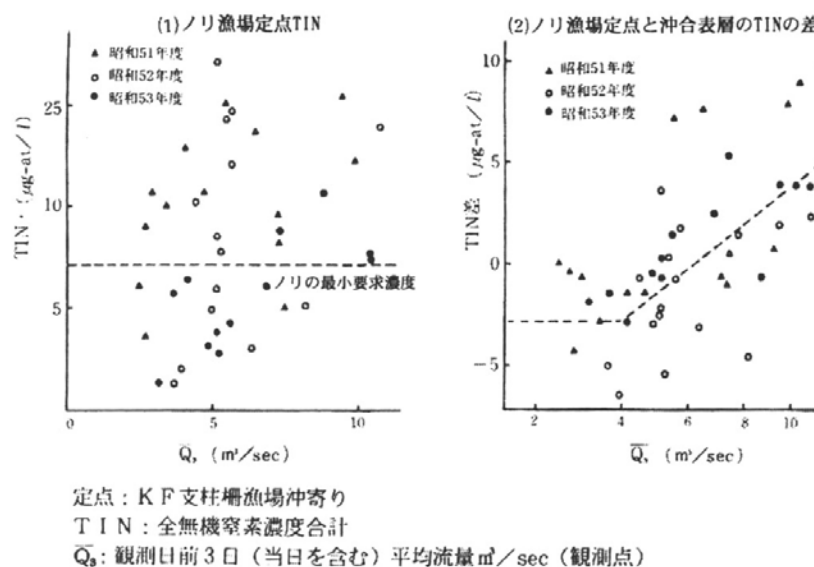 (1)ノリ漁場定点TIN
▲ 昭和51年度
○ 昭和52年度
● 昭和53年度
TIN・(μg-at/l)
25
10
5
ノリの最小要求濃度
0
5
10
Q̄, (m³/sec)
(2)ノリ漁場定点と沖合表層のTINの差
▲ 昭和51年度
○ 昭和52年度
● 昭和53年度
TIN差 (μg-at/l)
10
5
0
−5
2
4
6
8
10
Q̄, (m³/sec)
定点：ＫＦ支柱柵漁場沖寄り
ＴＩＮ：全無機窒素濃度合計
Q̄₃：観測日前３日（当日を含む）平均流量㎥／sec（観測点）